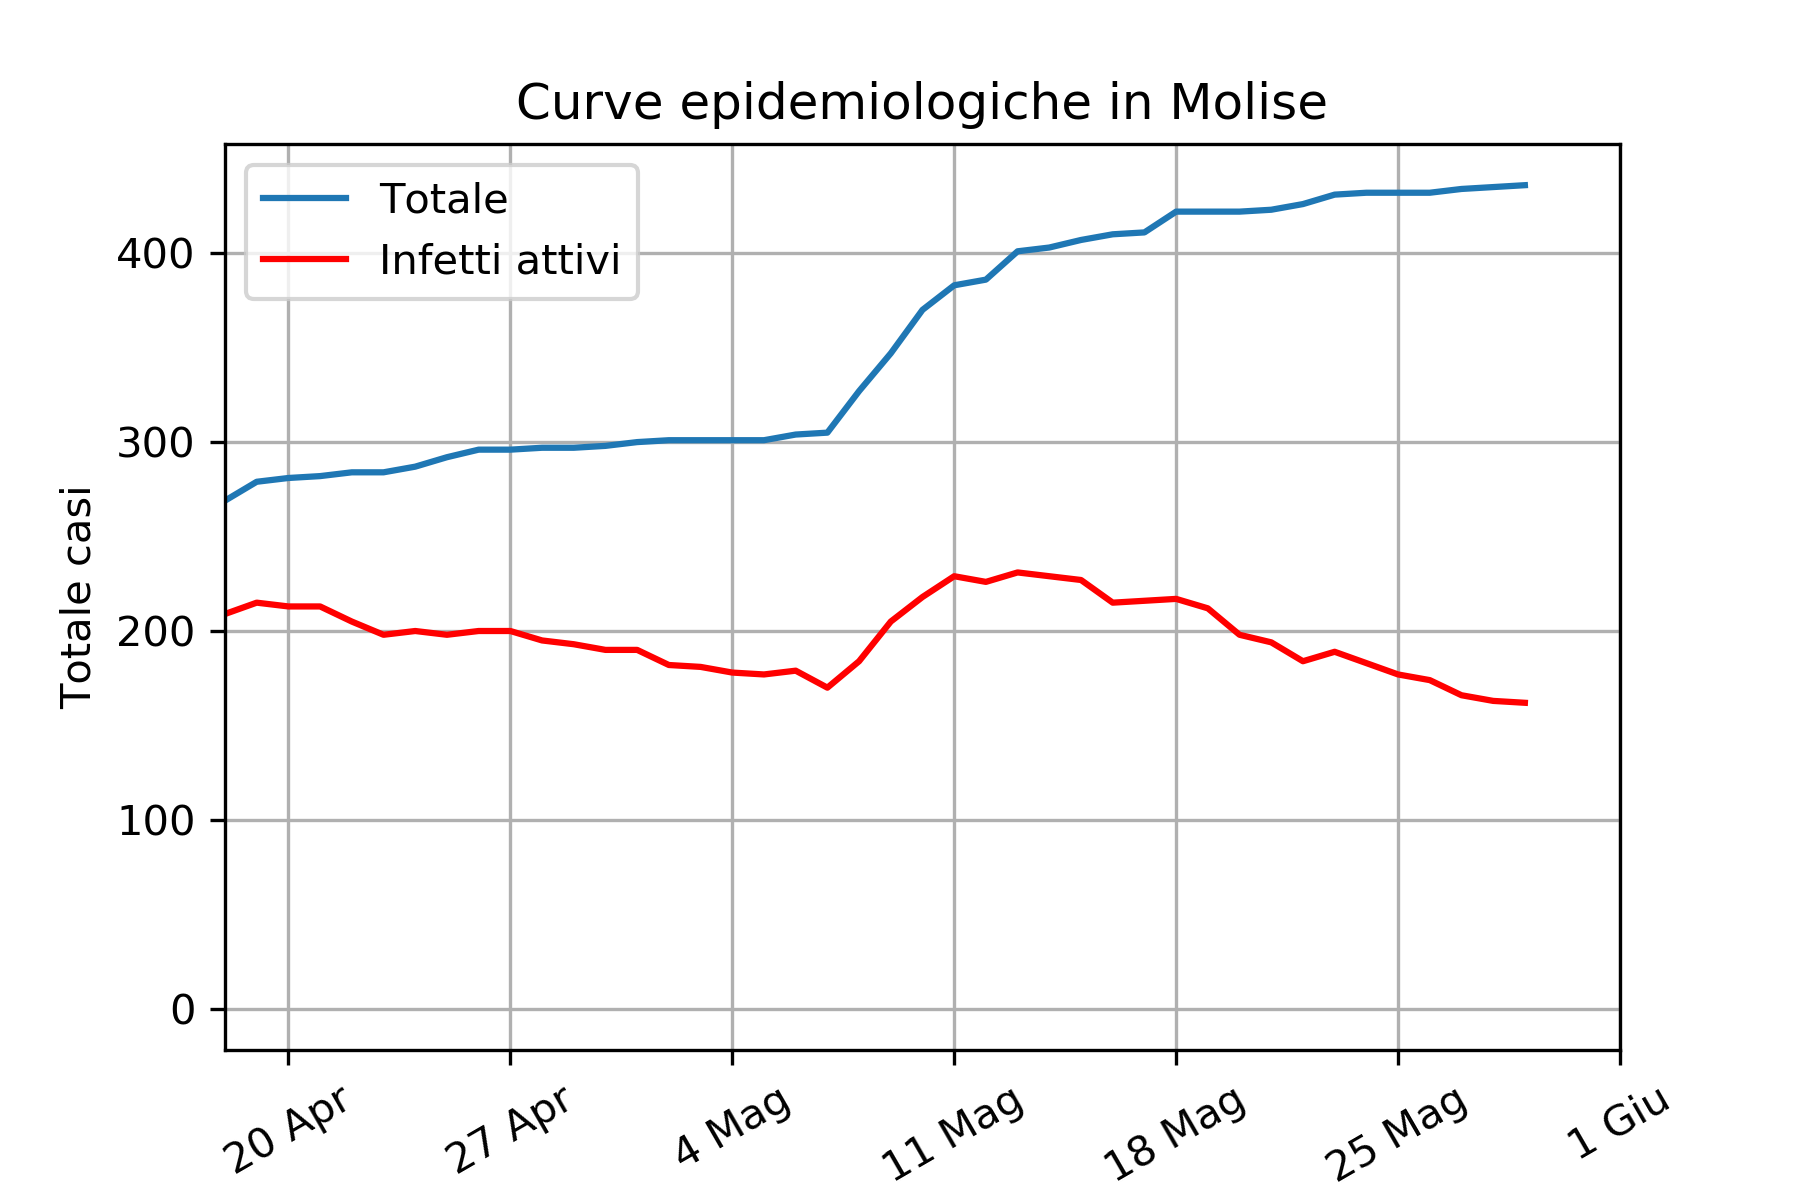 Curve epidemiologiche in Molise
Totale
Infetti attivi
Totale casi
400
300
200
100
0
20 Apr
27 Apr
4 Mag
11 Mag
18 Mag
25 Mag
1 Giu